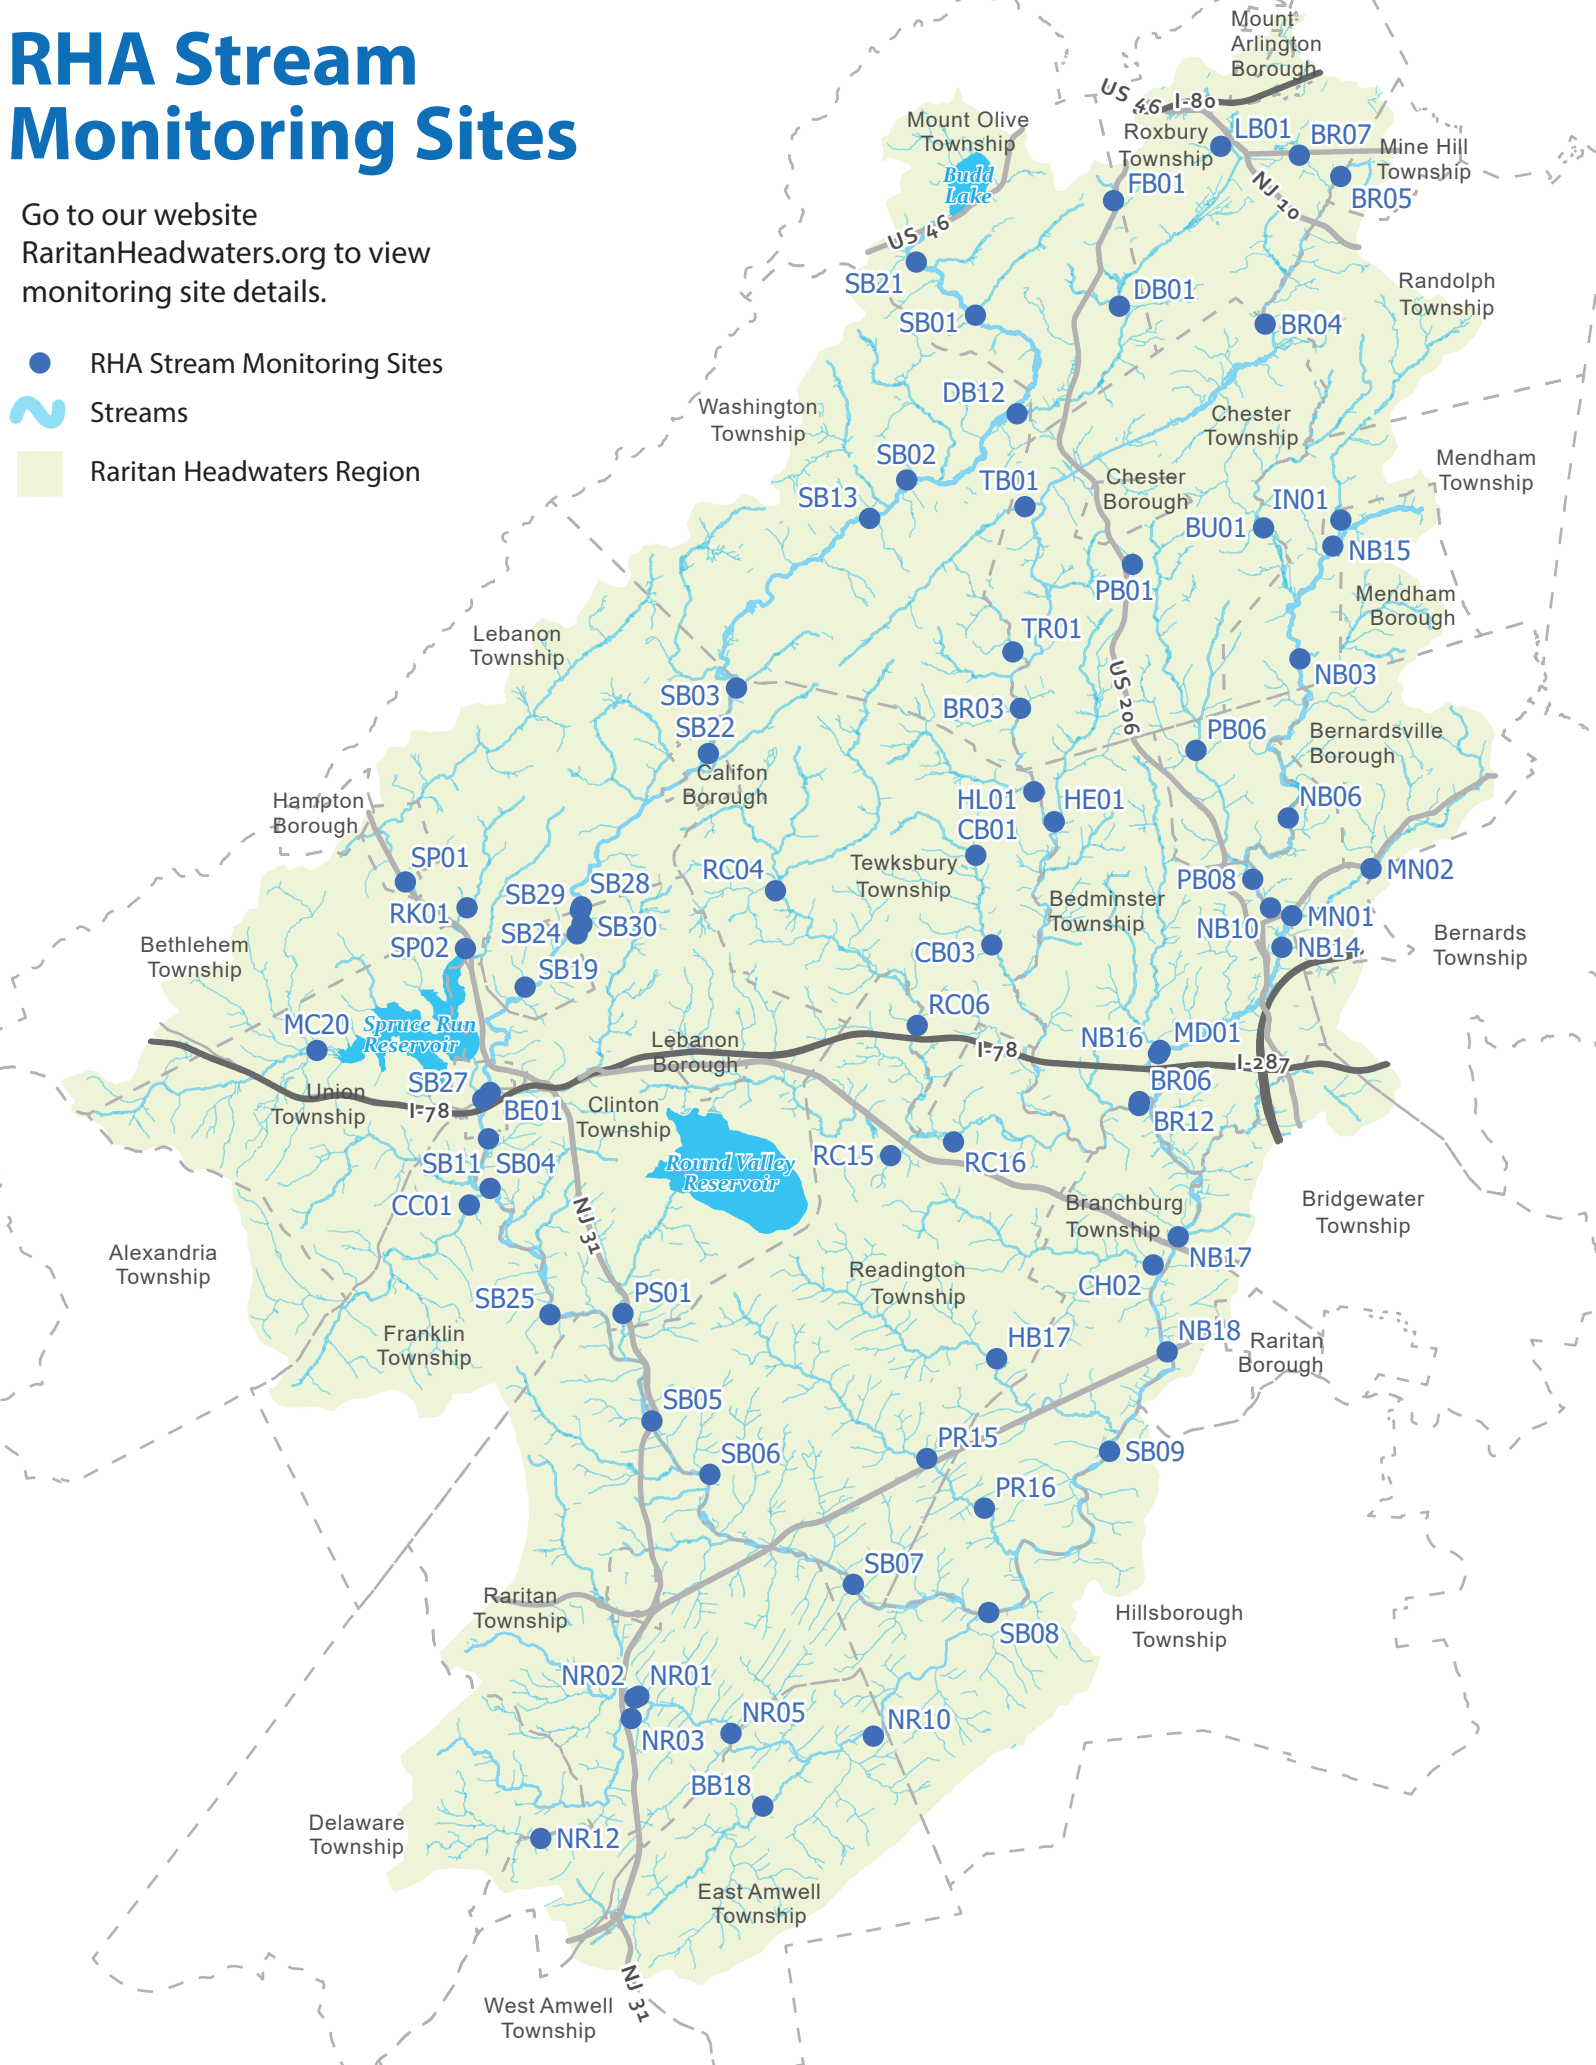 RHA Stream
Monitoring Sites
Go to our website
RaritanHeadwaters.org to view
monitoring site details.
RHA Stream Monitoring Sites
Streams
Raritan Headwaters Region
Mount
Arlington
Borough
US 46
I-80
Mount Olive
Township
Roxbury
Township
LB01
BR07
Mine Hill
Township
Budd
Lake
FB01
NJ 10
BR05
US 46
SB21
DB01
Randolph
Township
SB01
BR04
DB12
Washington
Township
Chester
Township
SB02
TB01
Chester
Borough
Mendham
Township
SB13
IN01
BU01
NB15
PB01
Mendham
Borough
Lebanon
Township
TR01
US 206
NB03
SB03
BR03
SB22
PB06
Bernardsville
Borough
Califon
Borough
Hampton
Borough
HL01
HE01
NB06
CB01
SP01
Tewksbury
Township
RC04
SB28
SB29
PB08
MN02
RK01
SB24
SB30
Bedminster
Township
NB10
MN01
SP02
Bethlehem
Township
CB03
NB14
Bernards
Township
SB19
RC06
MC20
Spruce Run
Reservoir
Lebanon
Borough
I-78
NB16
MD01
I-287
SB27
BR06
Union
Township
I-78
BE01
Clinton
Township
BR12
SB11
SB04
Round Valley
Reservoir
RC15
RC16
CC01
NJ 31
Branchburg
Township
Bridgewater
Township
Alexandria
Township
NB17
Readington
Township
CH02
SB25
PS01
Franklin
Township
HB17
NB18
Raritan
Borough
SB05
PR15
SB06
SB09
PR16
SB07
Raritan
Township
Hillsborough
Township
SB08
NR02
NR01
NR05
NR10
NR03
BB18
Delaware
Township
NR12
East Amwell
Township
NJ 31
West Amwell
Township